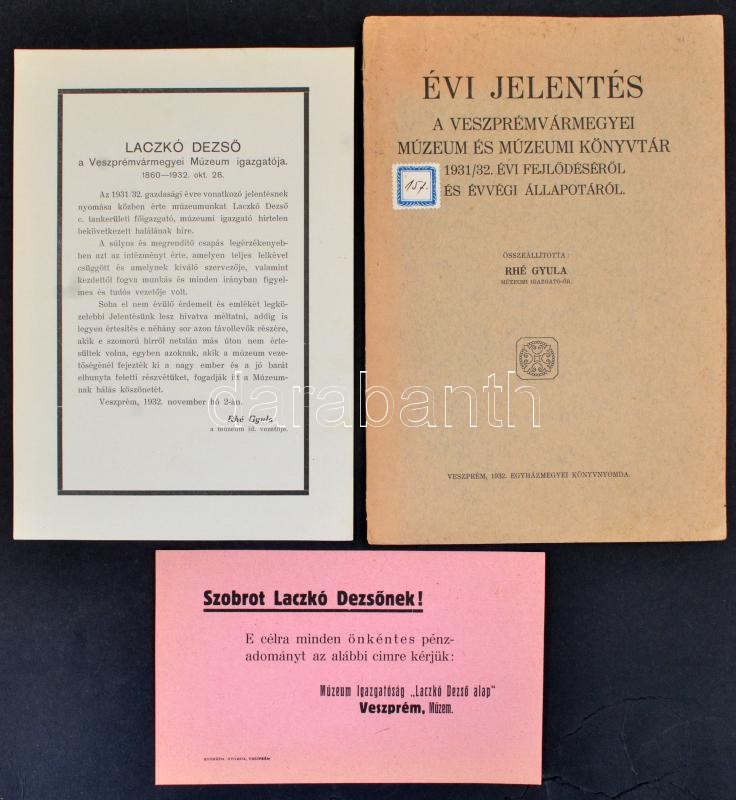 LACZKÓ DEZSŐ
a Veszprémvármegyei Múzeum igazgatója.
1860—1932. okt. 28.
Az 1931/32. gazdasági évre vonatkozó jelentésnek
nyomása közben érte múzeumunkat Laczkó Dezső
c. tankerületi főigazgató, múzeumi igazgató hirtelen
bekövetkezett halálának híre.
A súlyos és megrendítő csapás legérzékenyeb-
ben azt az intézményt érte, amelyen teljes lelkével
csüggött és amelynek kiváló szervezője, valamint
kezdettől fogva munkás és minden irányban figyel-
mes és tudós vezetője volt.
Soha el nem évülő érdemeit és emlékét legkö-
zelebbi Jelentésünk lesz hivatva méltatni, addig is
legyen értesítés e néhány sor azon távollevők részére,
akik e szomorú hirről netalán más úton nem érte-
sültek volna, egyben azoknak, akik a múzeum veze-
tőségénél fejezték ki a nagy ember és a jó barát
elhunyta feletti részvétüket, fogadják itt a Múzeum-
nak hálás köszönetét.
Veszprém, 1932. november hó 2-án.
Rhé Gyula
a múzeum id. vezetője.
ÉVI JELENTÉS
A VESZPRÉMVÁRMEGYEI
MÚZEUM ÉS MÚZEUMI KÖNYVTÁR
1931/32. ÉVI FEJLŐDÉSÉRŐL
ÉS ÉVVÉGI ÁLLAPOTÁRÓL.
157.
ÖSSZEÁLLÍTOTTA:
RHÉ GYULA
MÚZEUMI IGAZGATÓ-ŐR.
VESZPRÉM, 1932. EGYHÁZMEGYEI KÖNYVNYOMDA.
darabanth
Szobrot Laczkó Dezsőnek!
E célra minden önkéntes pénz-
adományt az alábbi cimre kérjük:
Múzeum Igazgatóság „Laczkó Dezső alap"
Veszprém, Múzem.
NYOMDA, VESZPRÉM